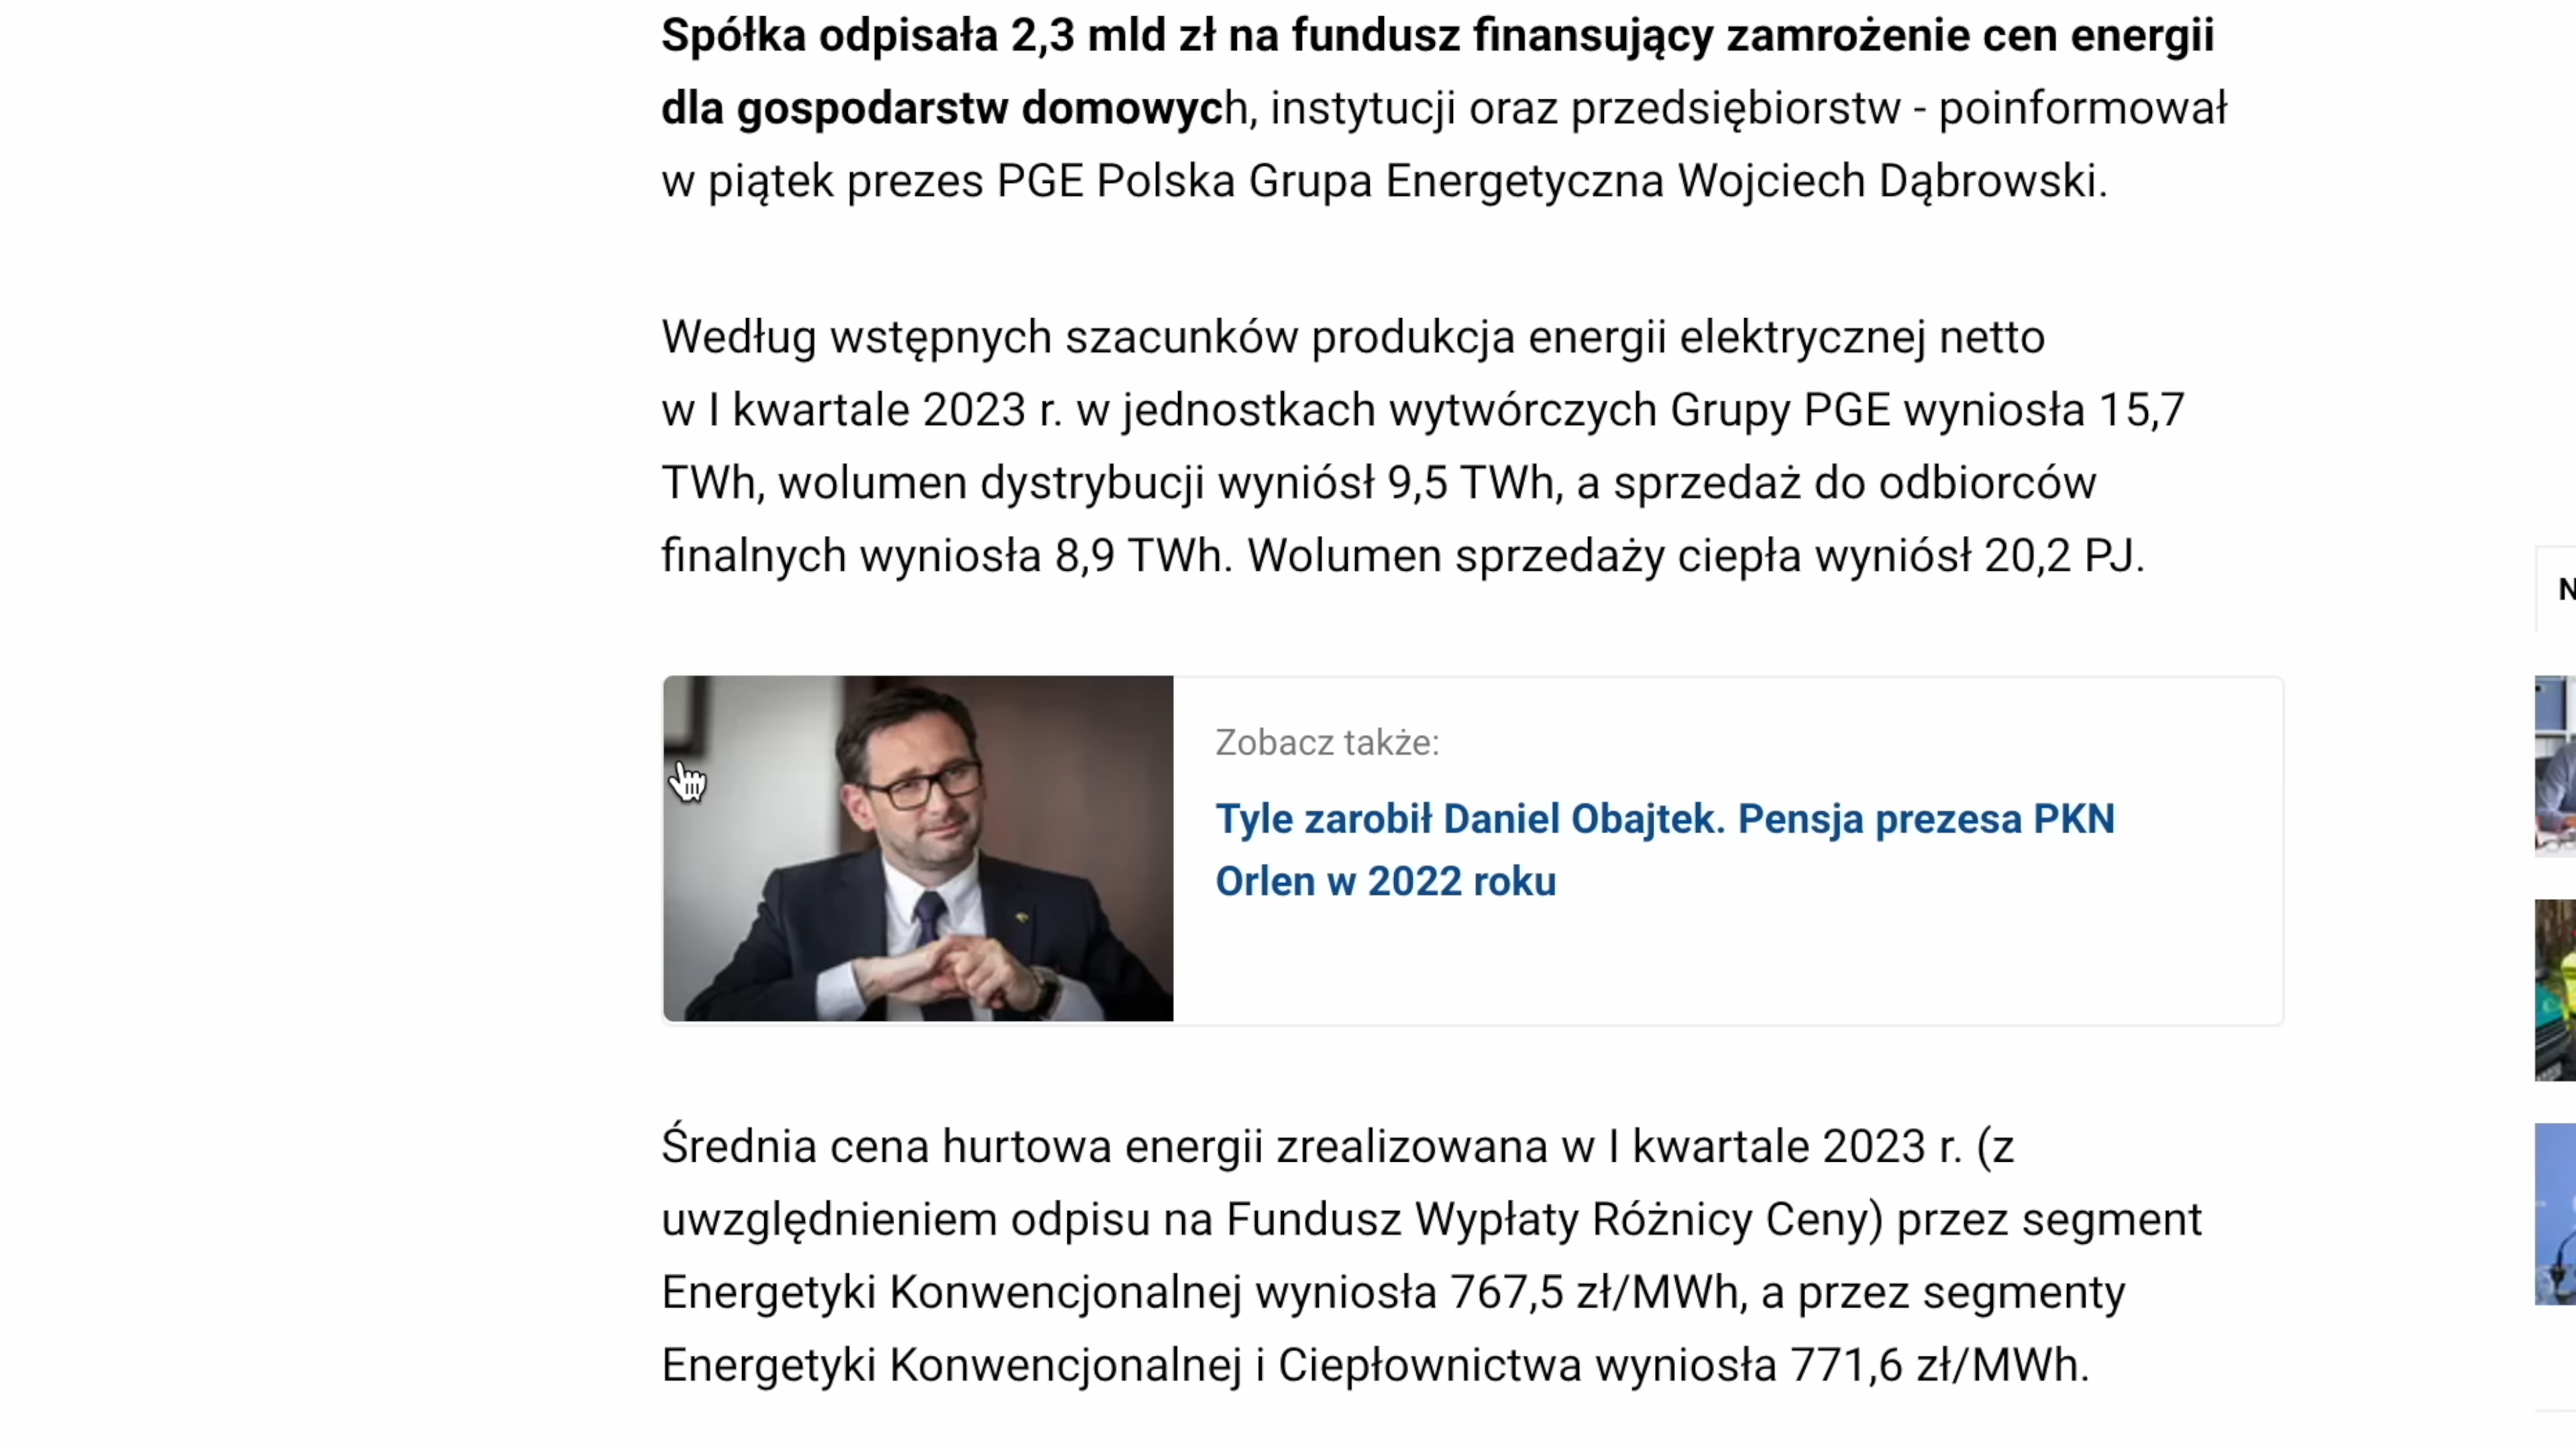 Spółka odpisała 2,3 mld zł na fundusz finansujący zamrożenie cen energii
dla gospodarstw domowych, instytucji oraz przedsiębiorstw - poinformował
w piątek prezes PGE Polska Grupa Energetyczna Wojciech Dąbrowski.
Według wstępnych szacunków produkcja energii elektrycznej netto
w I kwartale 2023 r. w jednostkach wytwórczych Grupy PGE wyniosła 15,7
TWh, wolumen dystrybucji wyniósł 9,5 TWh, a sprzedaż do odbiorców
finalnych wyniosła 8,9 TWh. Wolumen sprzedaży ciepła wyniósł 20,2 PJ.
Zobacz także:
Tyle zarobił Daniel Obajtek. Pensja prezesa PKN
Orlen w 2022 roku
Średnia cena hurtowa energii zrealizowana w I kwartale 2023 r. (z
uwzględnieniem odpisu na Fundusz Wypłaty Różnicy Ceny) przez segment
Energetyki Konwencjonalnej wyniosła 767,5 zł/MWh, a przez segmenty
Energetyki Konwencjonalnej i Ciepłownictwa wyniosła 771,6 zł/MWh.